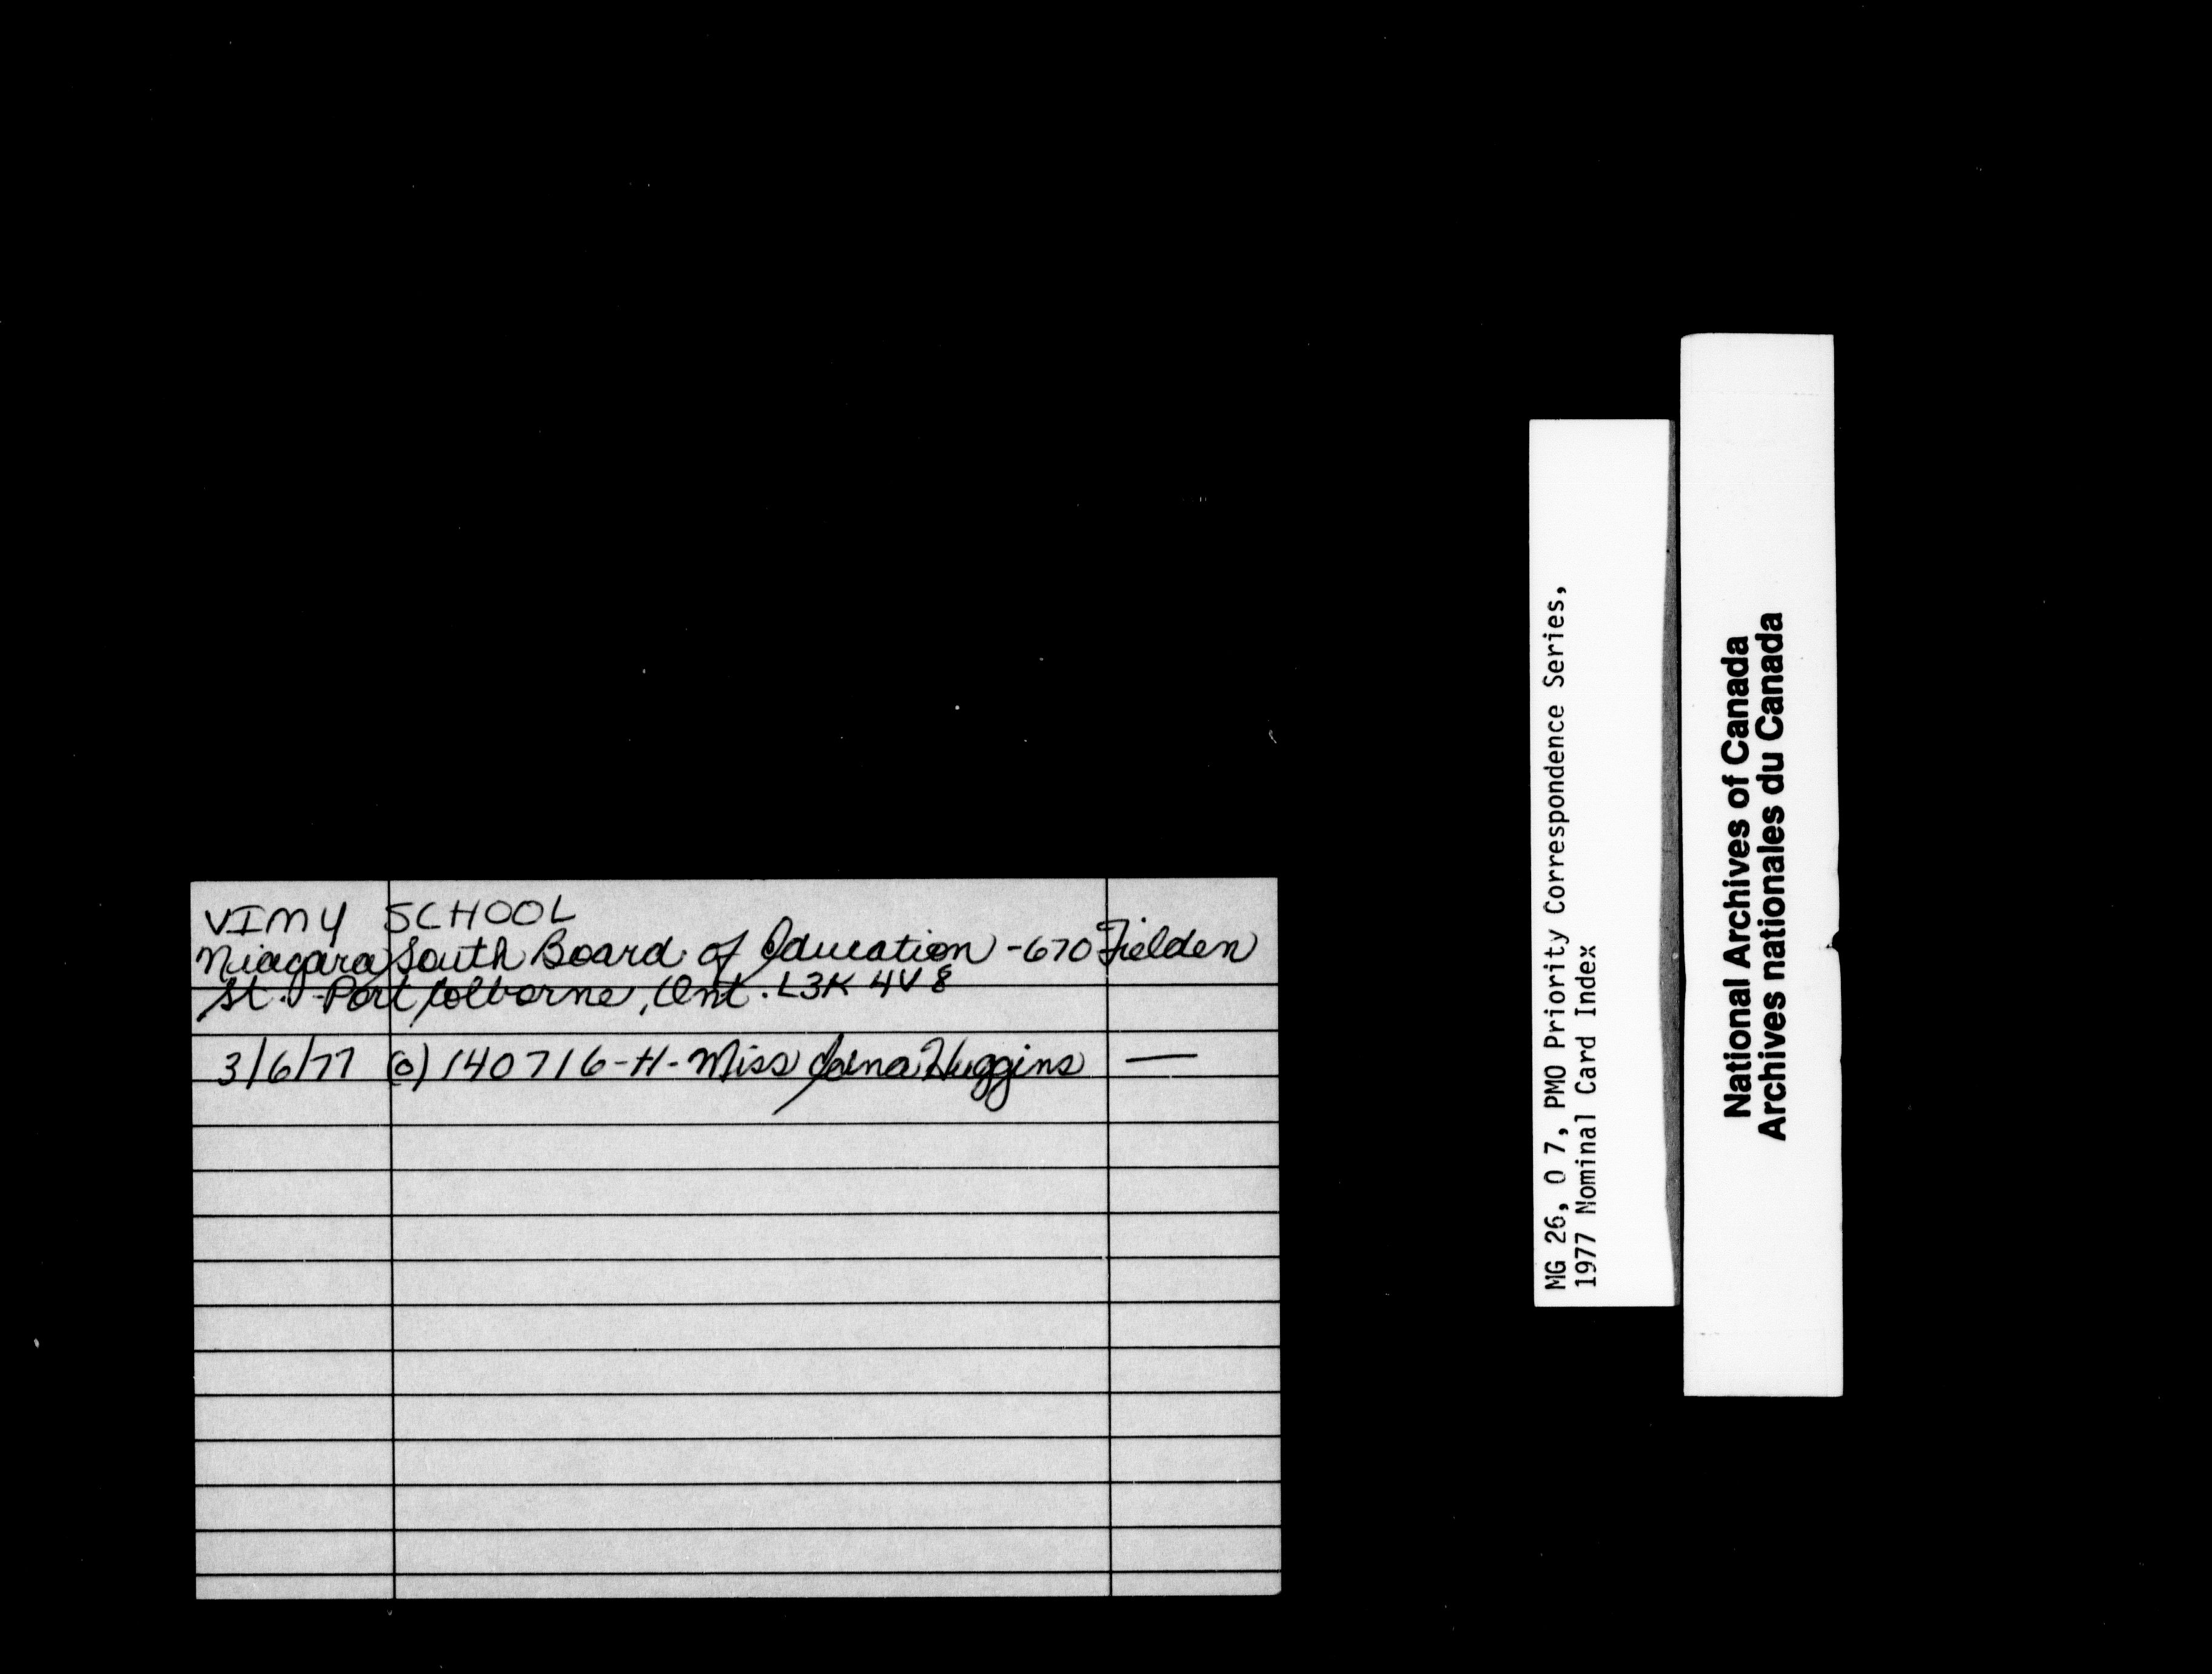 VIMY SCHOOL
Niagara South Board of Education - 670 Fielden
St. - Port Colborne, Ont. L3K 4V8
3/6/77 (o) 140716-H- Miss Huggins —
MG 26, O 7, PMO Priority Correspondence Series,
1977 Nominal Card Index
National Archives of Canada
Archives nationales du Canada